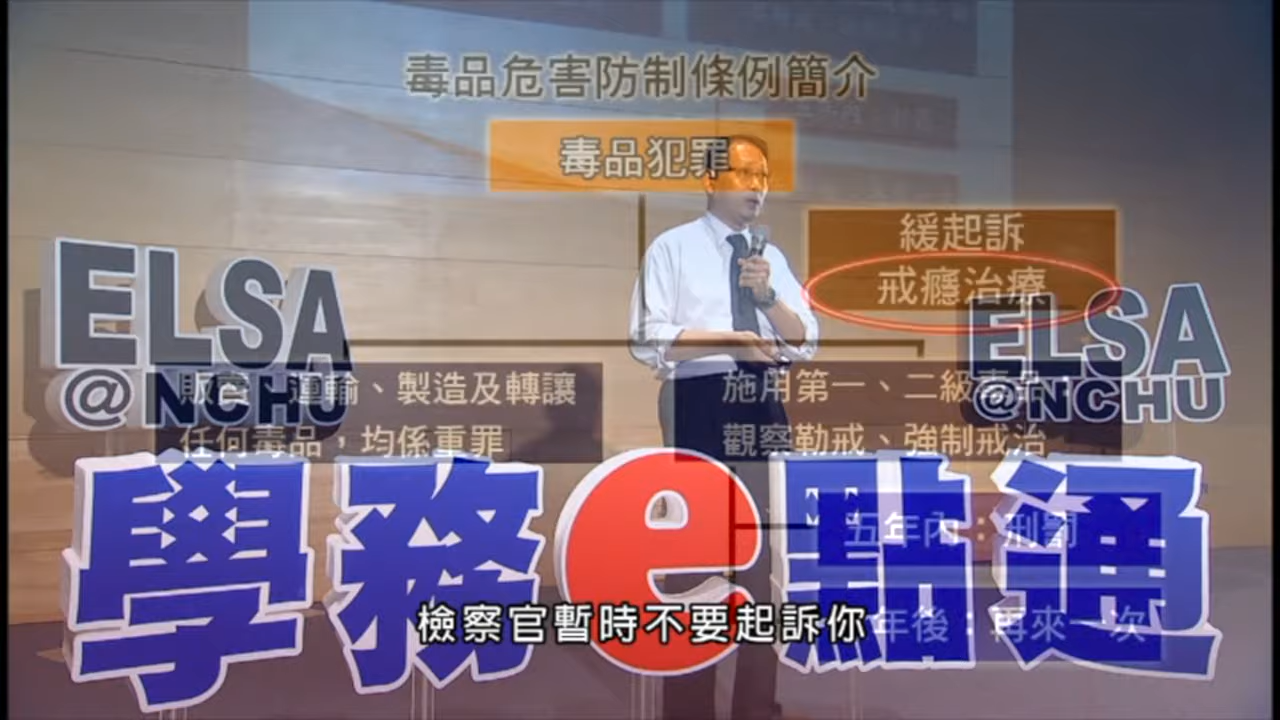 毒品危害防制條例簡介
毒品犯罪
緩起訴
戒癮治療
ELSA
@NCHU
ELSA
@NCHU
販賣、運輸、製造及轉讓
任何毒品，均係重罪
施用第一、二級毒品：
觀察勒戒、強制戒治
學務e點通
五年內：刑罰
年後：再來一次
檢察官暫時不要起訴你